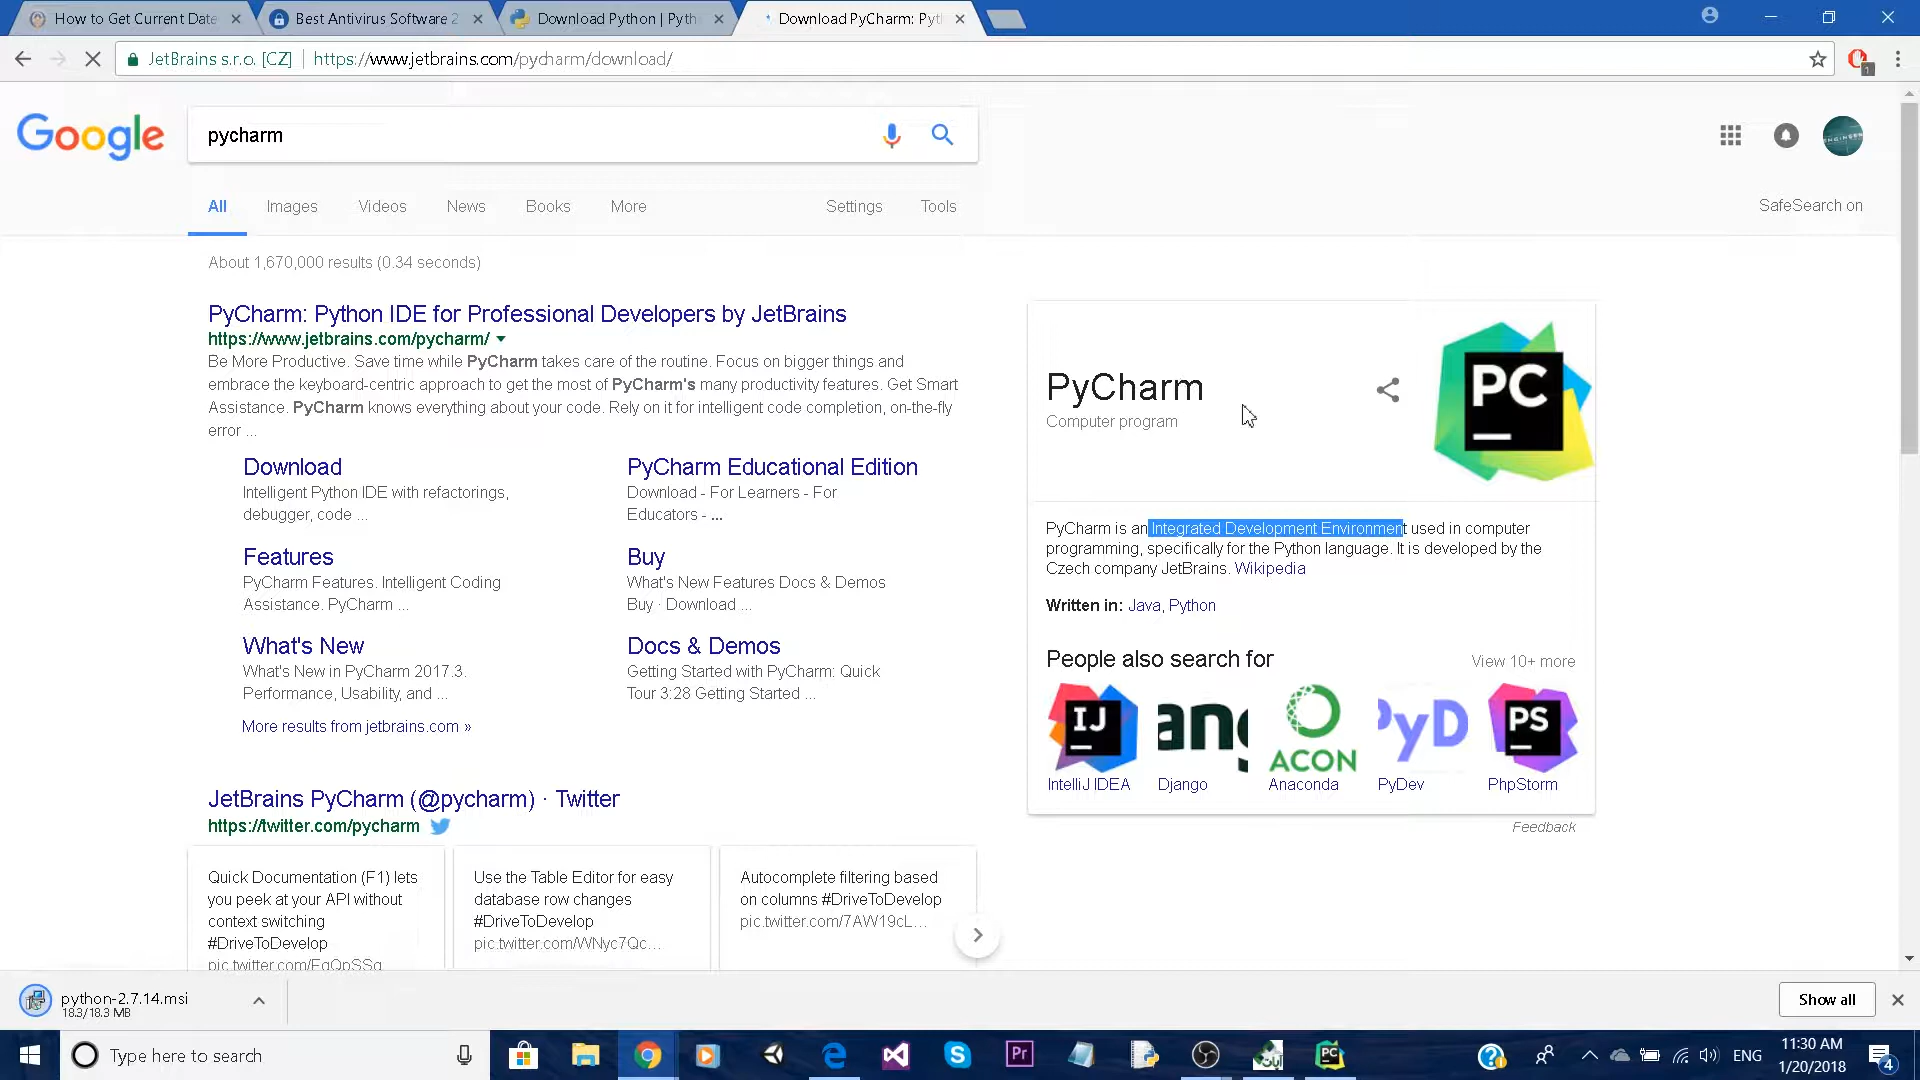 How to Get Current Date
Best Antivirus Software 2
Download Python | Pyth
Download PyCharm: Pyt
JetBrains s.r.o. [CZ]
https://www.jetbrains.com/pycharm/download/
1
Google
pycharm
All
Images
Videos
News
Books
More
Settings
Tools
SafeSearch on
About 1,670,000 results (0.34 seconds)
PyCharm: Python IDE for Professional Developers by JetBrains
https://www.jetbrains.com/pycharm/
Be More Productive. Save time while PyCharm takes care of the routine. Focus on bigger things and
embrace the keyboard-centric approach to get the most of PyCharm's many productivity features. Get Smart
Assistance. PyCharm knows everything about your code. Rely on it for intelligent code completion, on-the-fly
error ...
Download
Intelligent Python IDE with refactorings,
debugger, code ...
PyCharm Educational Edition
Download - For Learners - For
Educators - ...
Features
PyCharm Features. Intelligent Coding
Assistance. PyCharm ...
Buy
What's New Features Docs & Demos
Buy · Download ...
What's New
What's New in PyCharm 2017.3.
Performance, Usability, and ...
Docs & Demos
Getting Started with PyCharm: Quick
Tour 3:28 Getting Started ...
More results from jetbrains.com »
JetBrains PyCharm (@pycharm) · Twitter
https://twitter.com/pycharm
Quick Documentation (F1) lets
you peek at your API without
context switching
#DriveToDevelop
pic.twitter.com/FgQpSSg
Use the Table Editor for easy
database row changes
#DriveToDevelop
pic.twitter.com/WNyc7Qc...
Autocomplete filtering based
on columns #DriveToDevelop
pic.twitter.com/7AW19cL...
PyCharm
Computer program
PC
PyCharm is an Integrated Development Environment used in computer
programming, specifically for the Python language. It is developed by the
Czech company JetBrains. Wikipedia
Written in: Java, Python
People also search for
View 10+ more
IJ
ang
ACON
PyD
PS
IntelliJ IDEA
Django
Anaconda
PyDev
PhpStorm
Feedback
python-2.7.14.msi
18.3/18.3 MB
Show all
Type here to search
Pr
PC
ENG
11:30 AM
1/20/2018
4